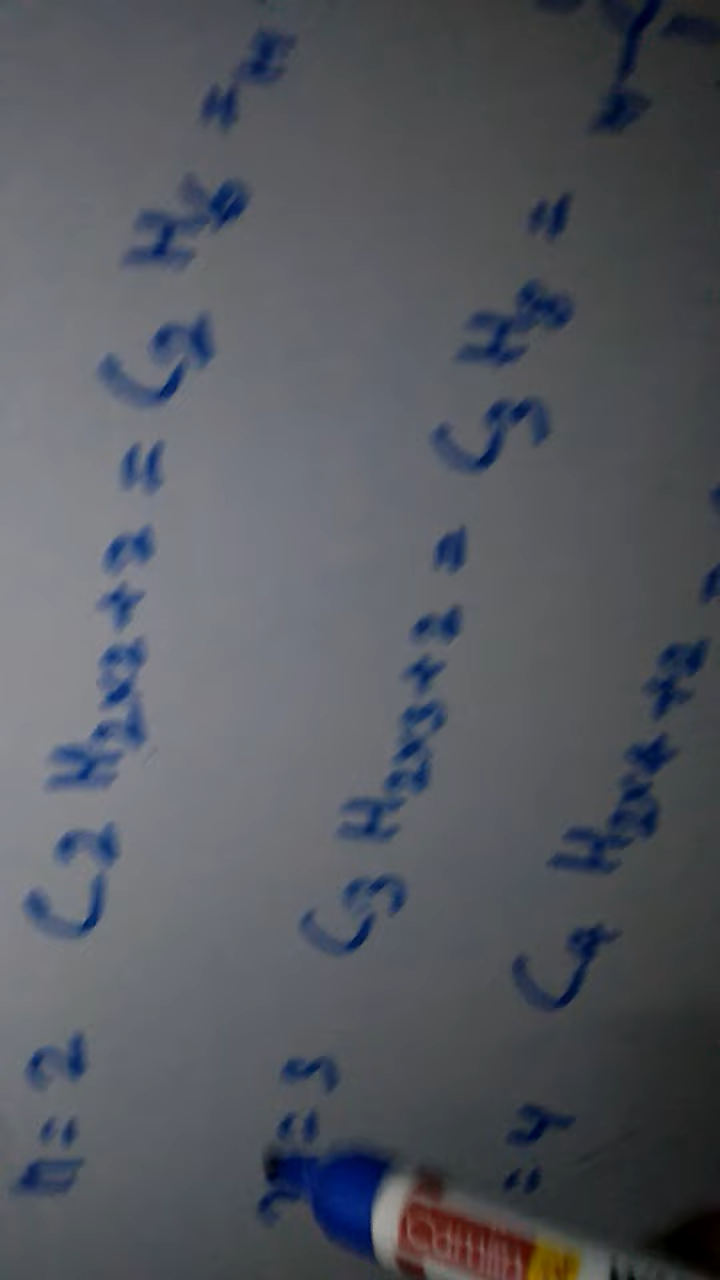 n = 2 C2 H2x2+2 = C2 H6 = H
n = 3 C3 H2x3+2 = C3 H8 =
= 4 C4 H2x4+2 =